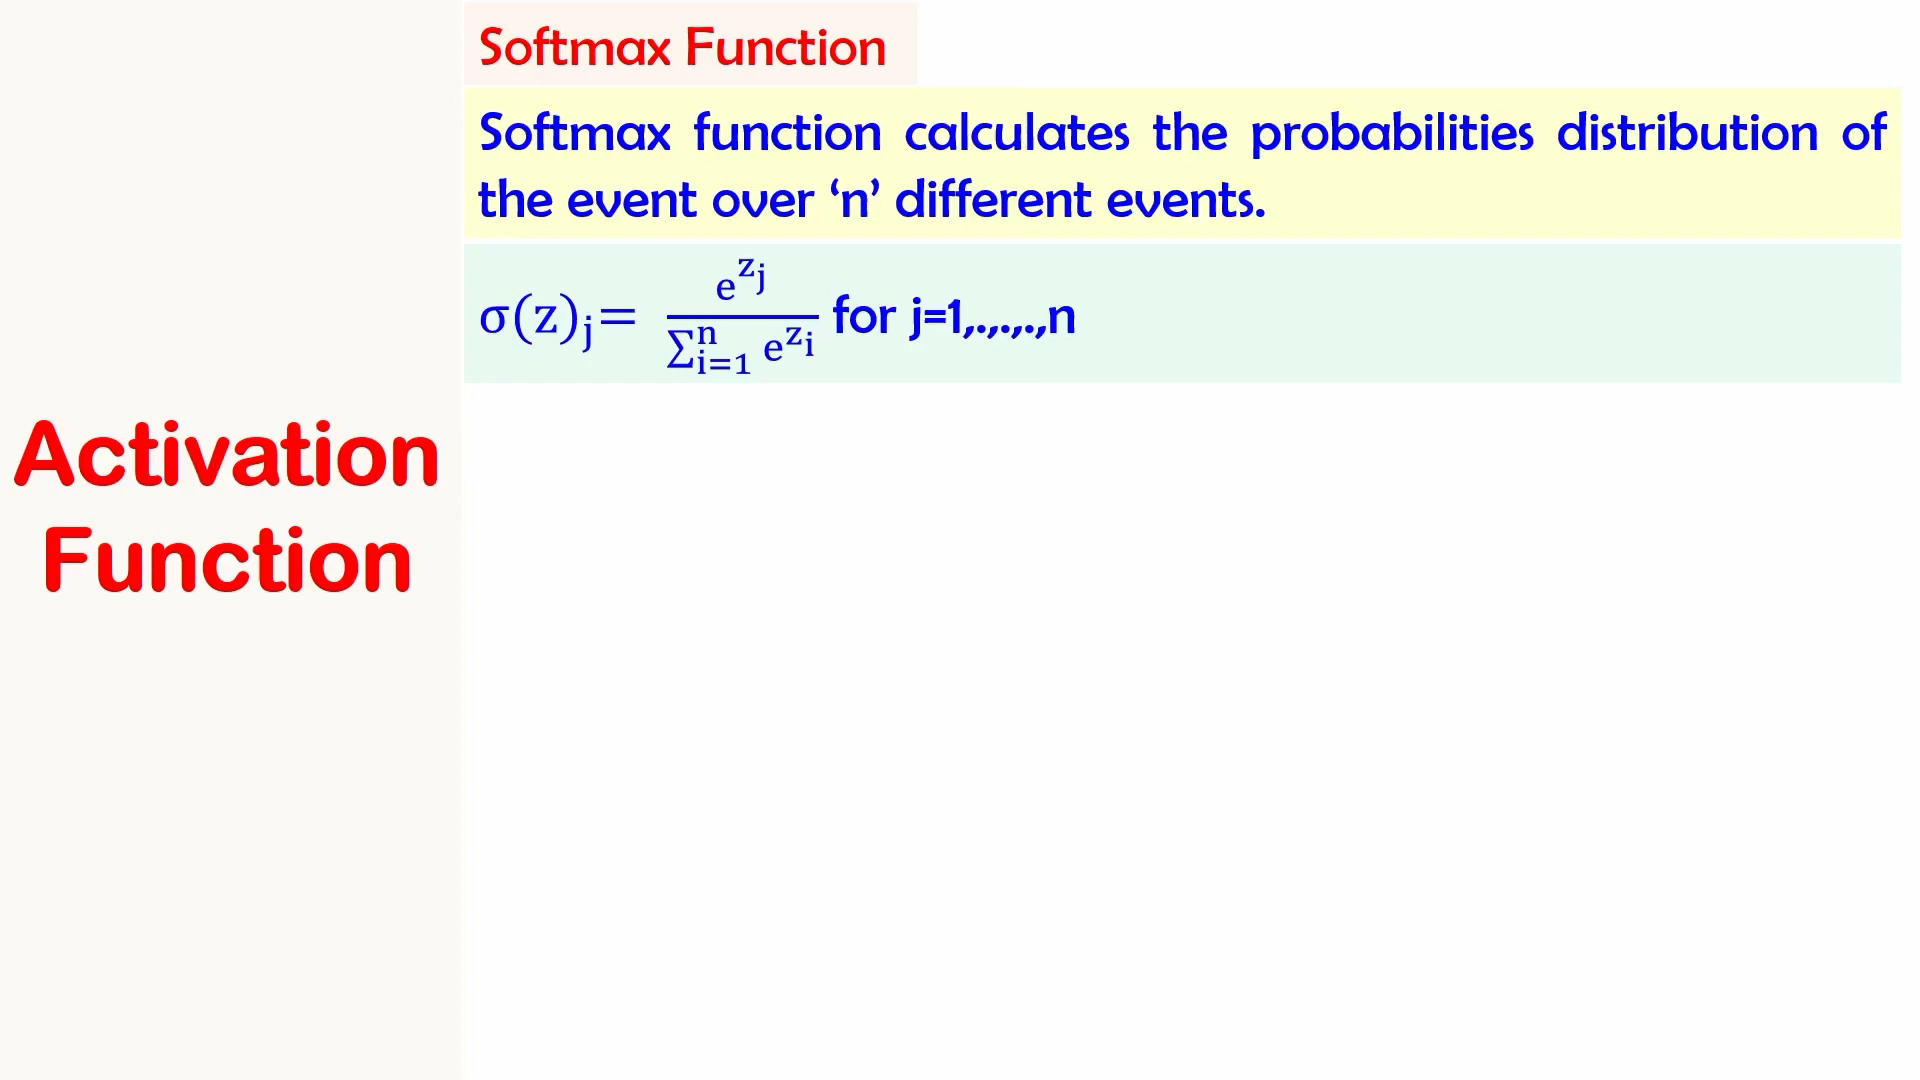 Softmax Function
Softmax function calculates the probabilities distribution of
the event over ‘n’ different events.
σ(z)ⱼ= e^{zⱼ} / ∑ⁿᵢ₌₁ e^{zᵢ} for j=1,.,.,.,n
Activation
Function